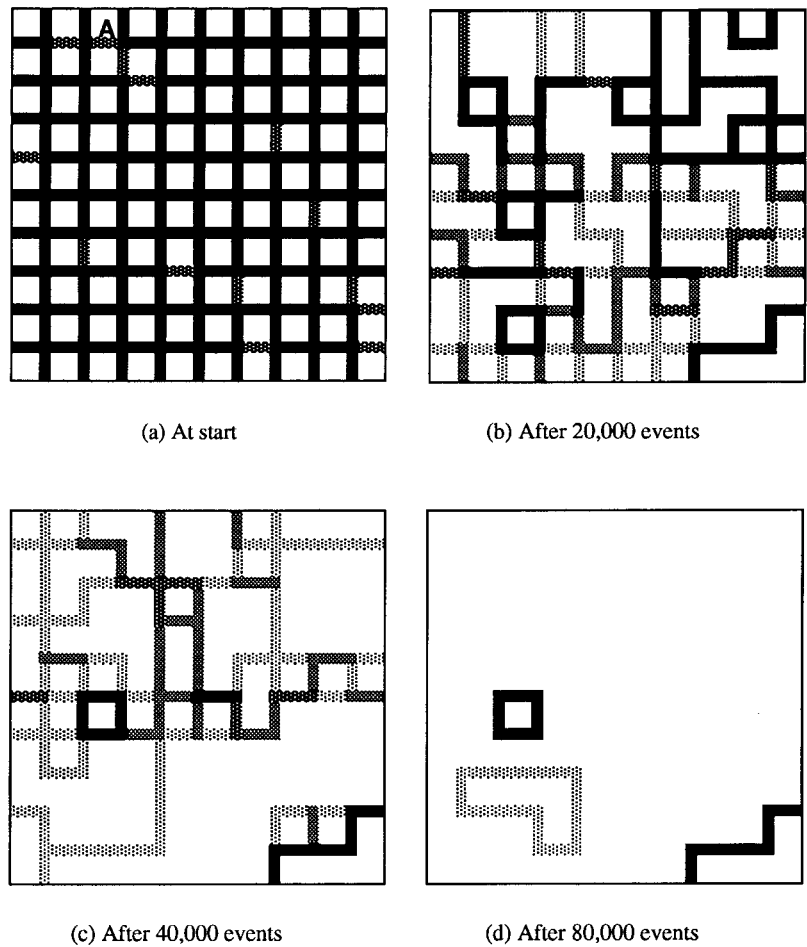 A
(a) At start
(b) After 20,000 events
(c) After 40,000 events
(d) After 80,000 events